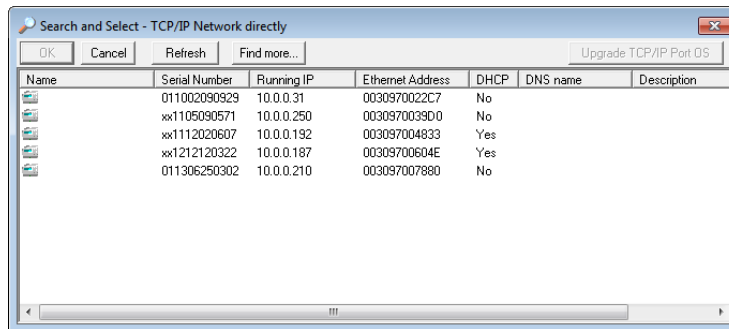 Search and Select - TCP/IP Network directly
OK Cancel Refresh Find more... Upgrade TCP/IP Port OS
Name Serial Number Running IP Ethernet Address DHCP DNS name Description
011002090929 10.0.0.31 0030970022C7 No
xx1105090571 10.0.0.250 0030970039D0 No
xx1112020607 10.0.0.192 003097004833 Yes
xx1212120322 10.0.0.187 00309700604E Yes
011306250302 10.0.0.210 003097007880 No